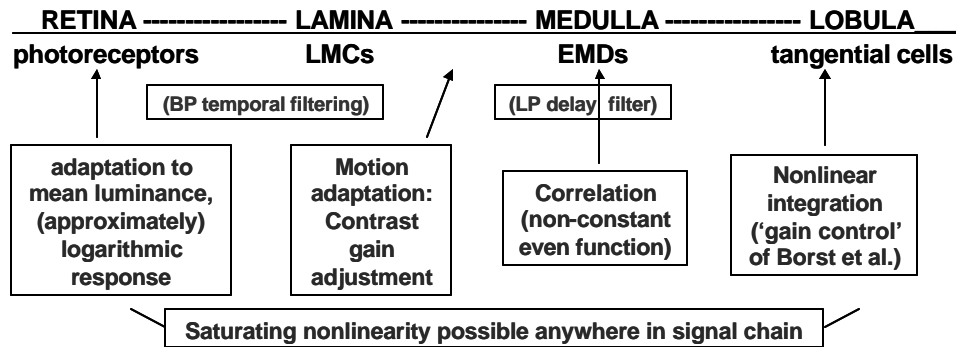 RETINA ---------------- LAMINA --------------- MEDULLA --------------- LOBULA
photoreceptors LMCs EMDs tangential cells
(BP temporal filtering) (LP delay filter)
adaptation to
mean luminance,
(approximately)
logarithmic
response
Motion
adaptation:
Contrast
gain
adjustment
Correlation
(non-constant
even function)
Nonlinear
integration
(‘gain control’
of Borst et al.)
Saturating nonlinearity possible anywhere in signal chain